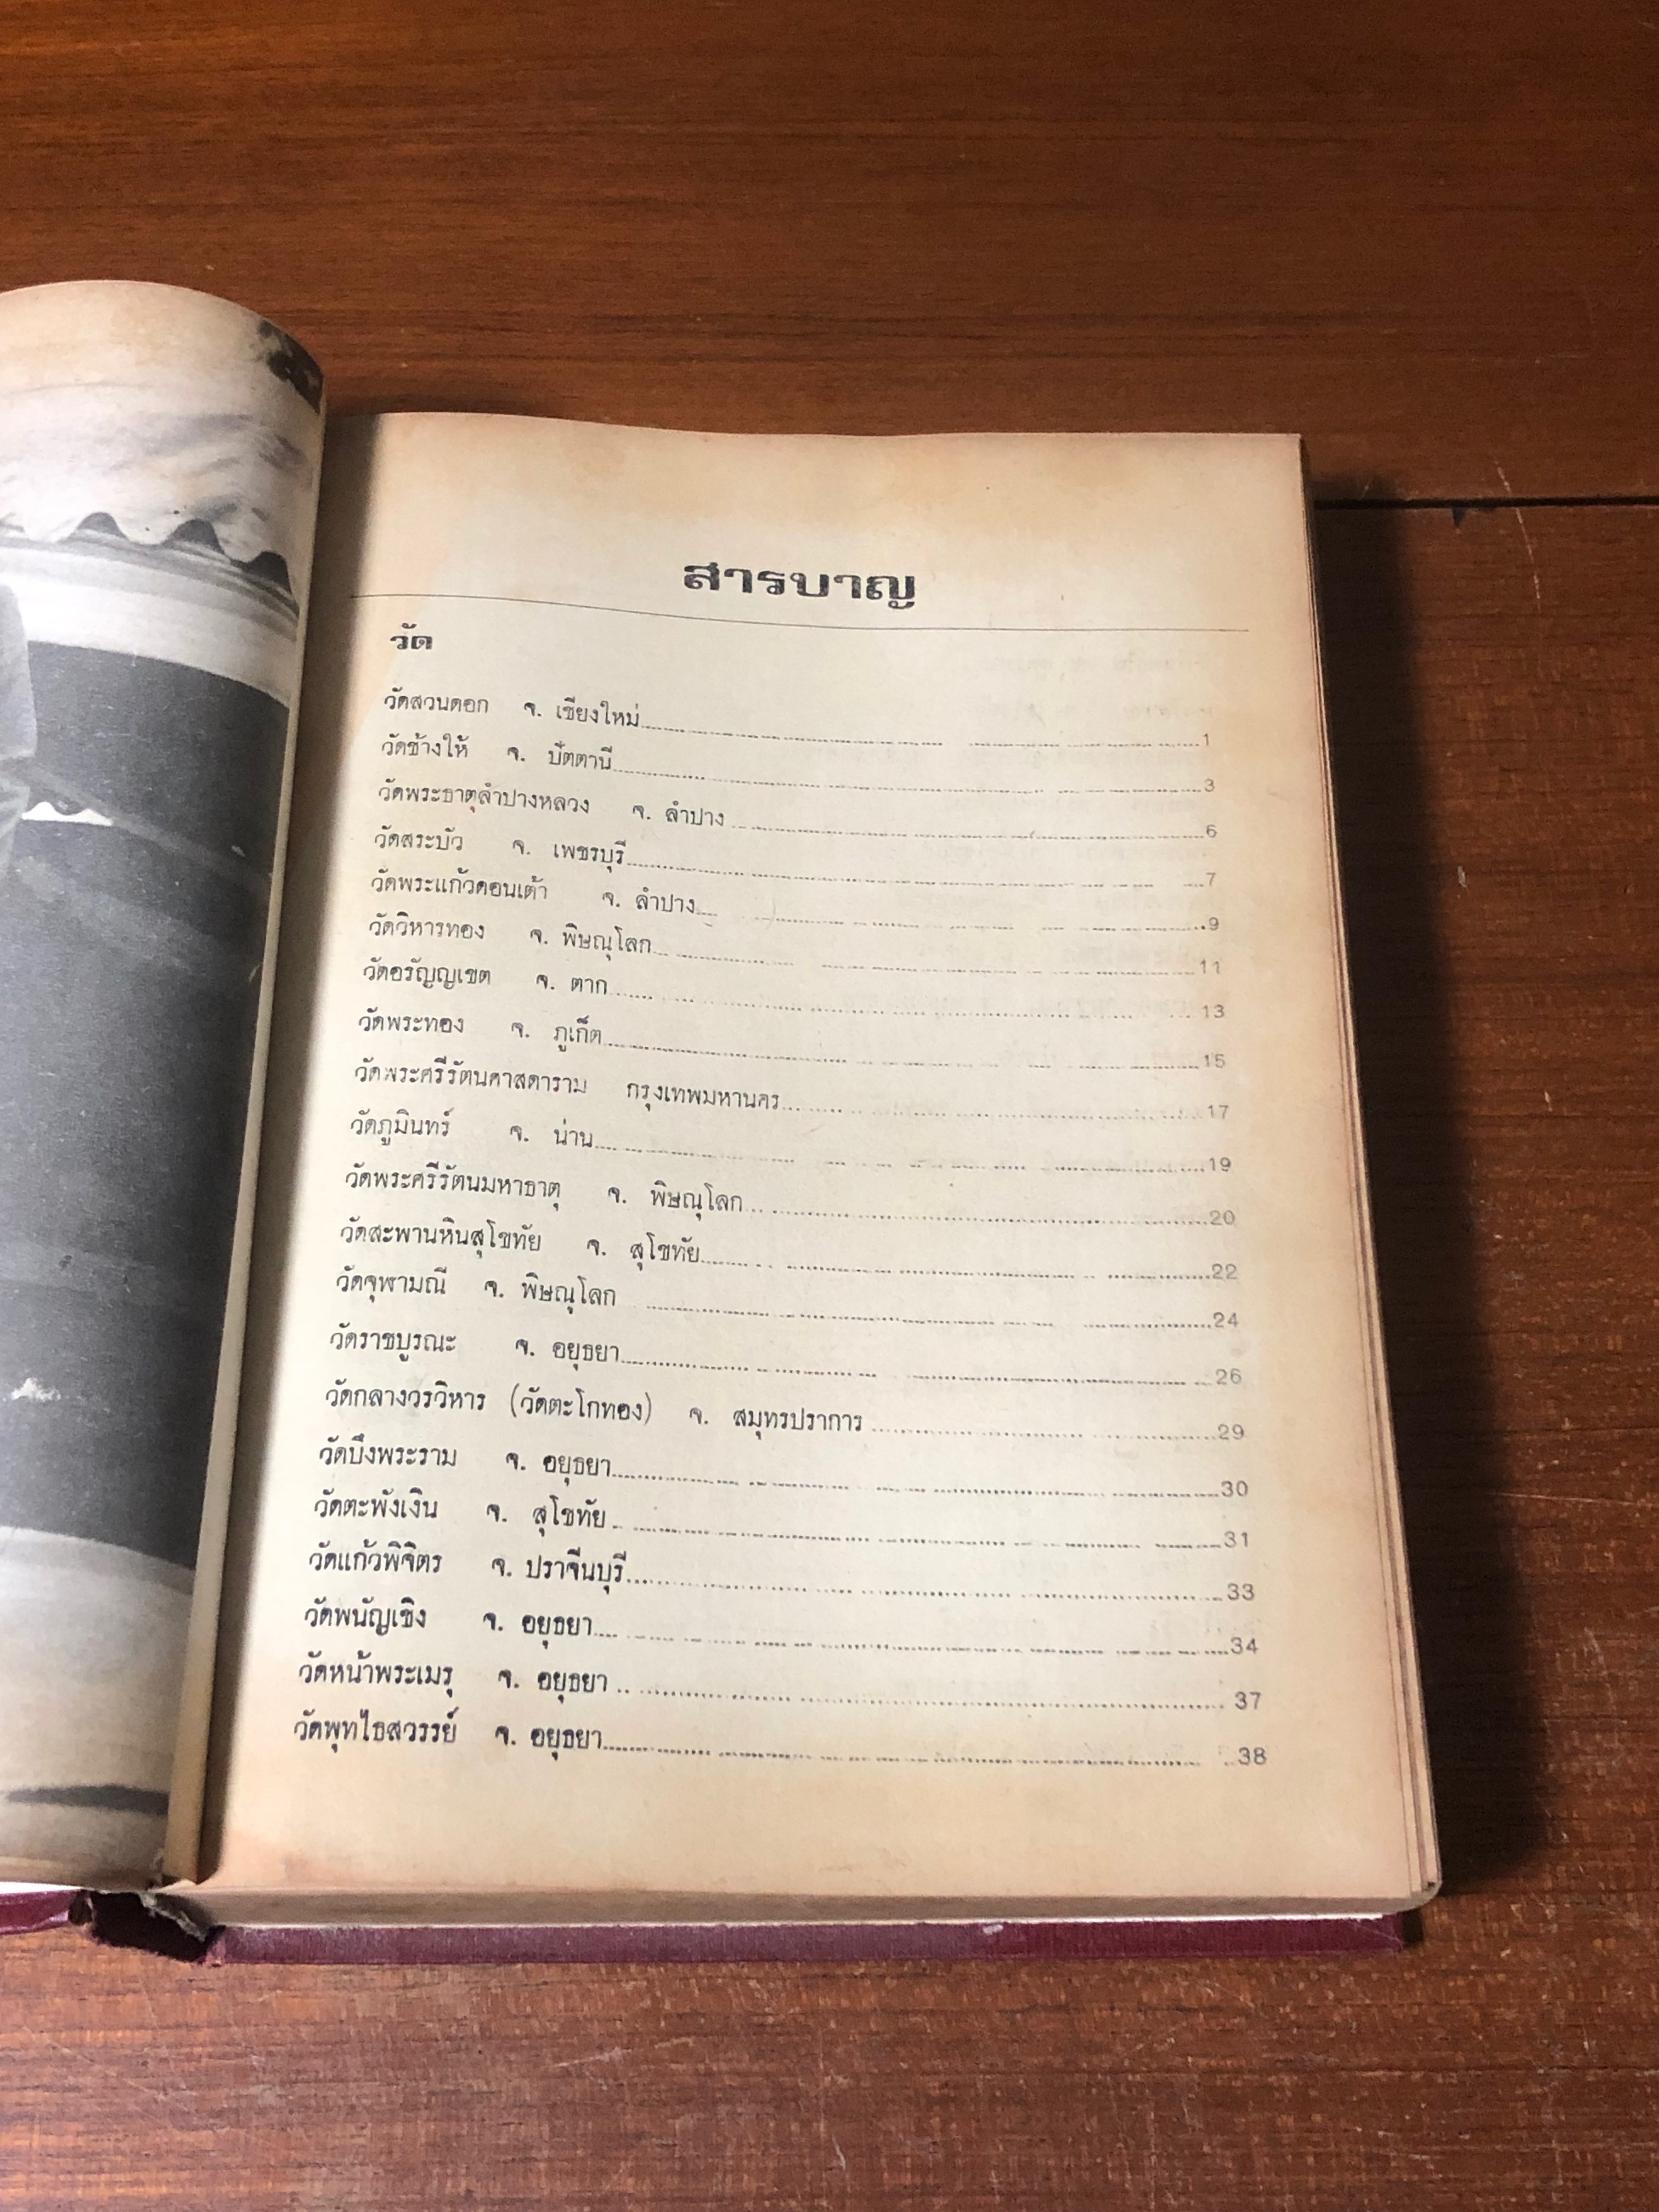 สารบาญ
วัด
วัดสวนดอก จ. เชียงใหม่ 1
วัดช้างให้ จ. ปัตตานี 3
วัดพระธาตุลำปางหลวง จ. ลำปาง 6
วัดสระบัว จ. เพชรบุรี 7
วัดพระแก้วดอนเต้า จ. ลำปาง 9
วัดวิหารทอง จ. พิษณุโลก 11
วัดอรัญญเขต จ. ตาก 13
วัดพระทอง จ. ภูเก็ต 15
วัดพระศรีรัตนศาสดาราม กรุงเทพมหานคร 17
วัดภูมินทร์ จ. น่าน 19
วัดพระศรีรัตนมหาธาตุ จ. พิษณุโลก 20
วัดสะพานหินสุโขทัย จ. สุโขทัย 22
วัดจุฬามณี จ. พิษณุโลก 24
วัดราชบูรณะ จ. อยุธยา 26
วัดกลางวรวิหาร (วัดตะโกทอง) จ. สมุทรปราการ 29
วัดบึงพระราม จ. อยุธยา 30
วัดตะพังเงิน จ. สุโขทัย 31
วัดแก้วพิจิตร จ. ปราจีนบุรี 33
วัดพนัญเชิง จ. อยุธยา 34
วัดหน้าพระเมรุ จ. อยุธยา 37
วัดพุทไธสวรรย์ จ. อยุธยา 38